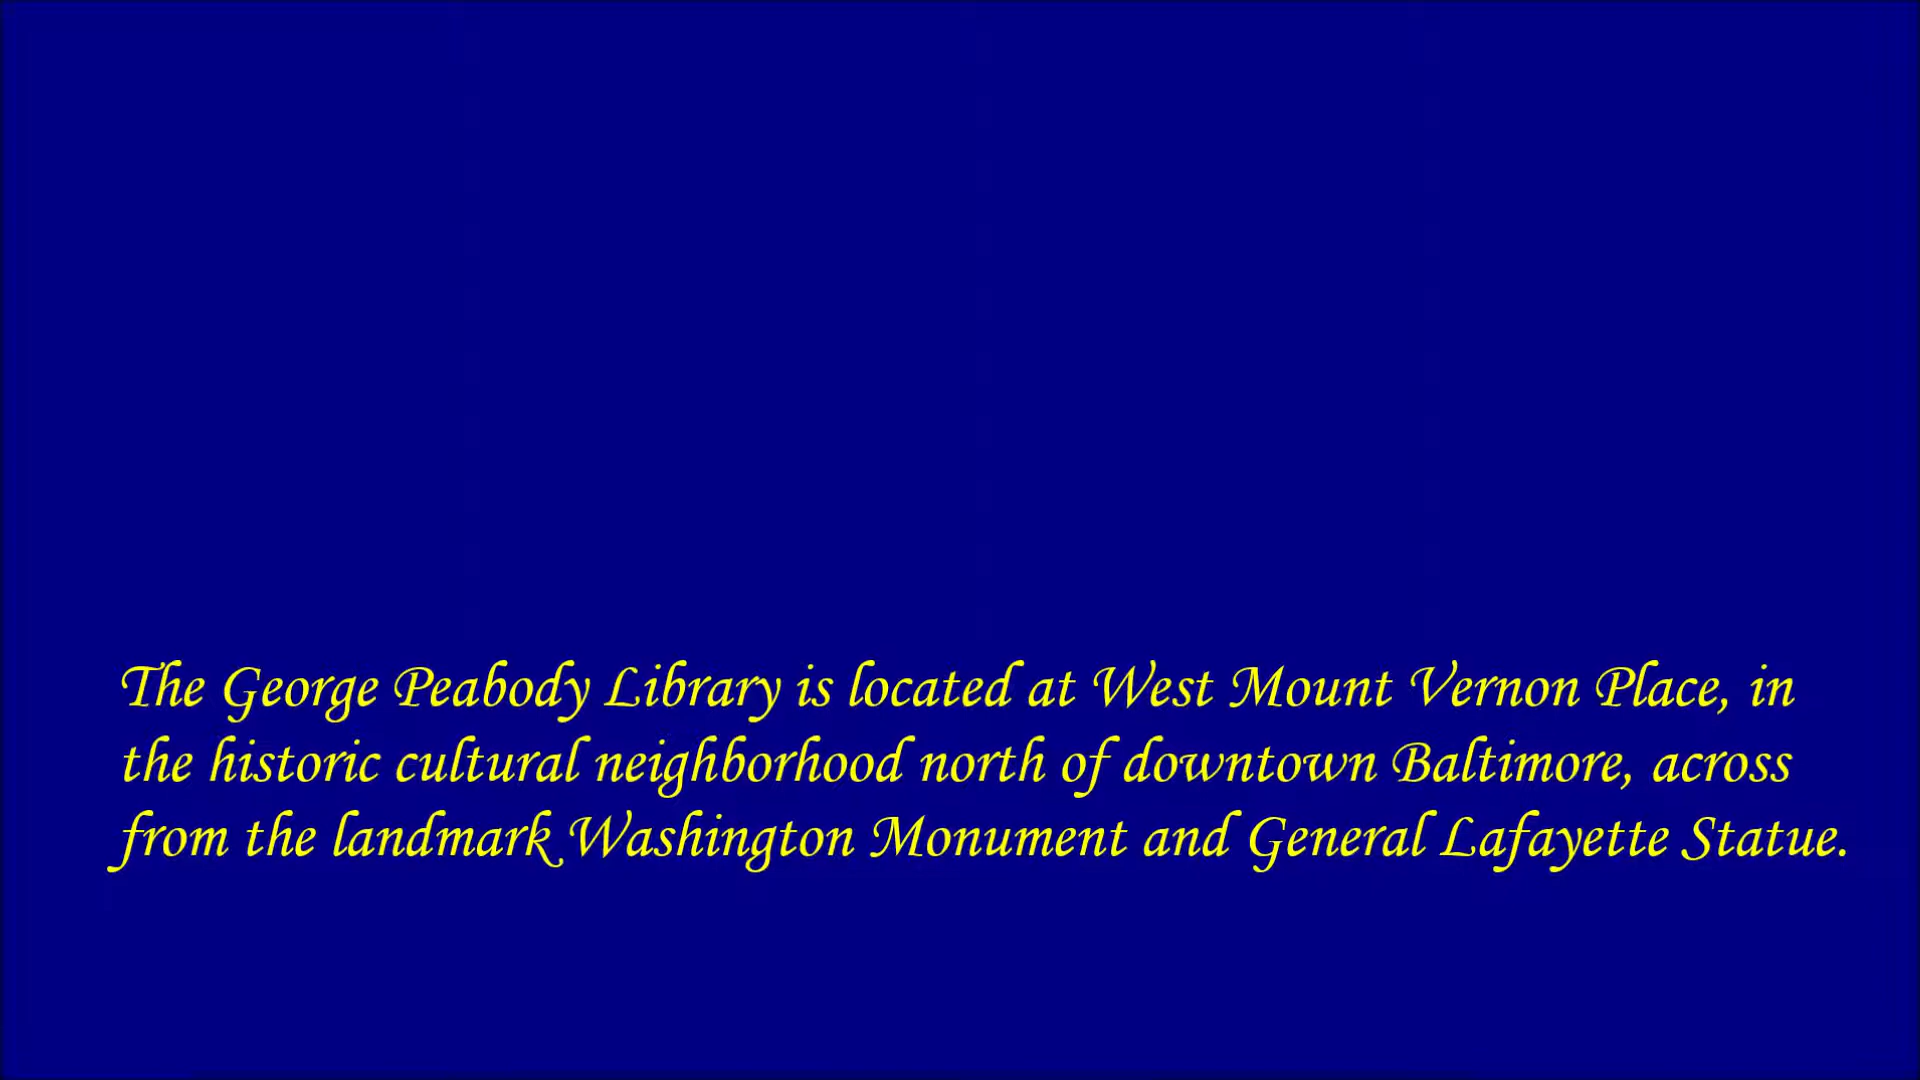 The George Peabody Library is located at West Mount Vernon Place, in
the historic cultural neighborhood north of downtown Baltimore, across
from the landmark Washington Monument and General Lafayette Statue.